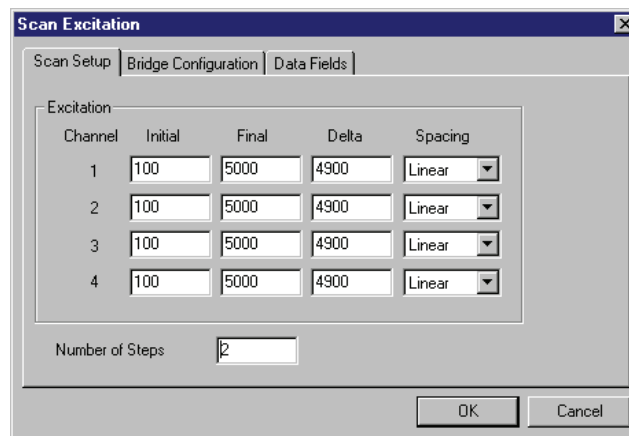 Scan Excitation
Scan Setup Bridge Configuration Data Fields
Excitation
Channel Initial Final Delta Spacing
1 100 5000 4900 Linear
2 100 5000 4900 Linear
3 100 5000 4900 Linear
4 100 5000 4900 Linear
Number of Steps 2
OK Cancel